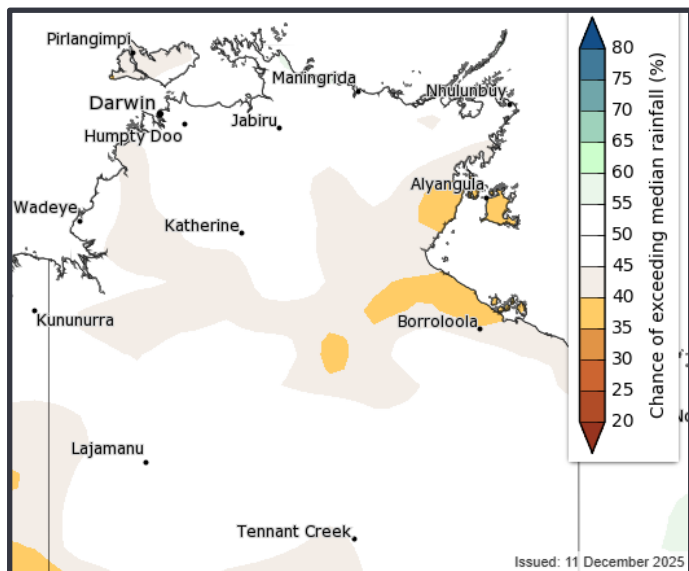 Pirlangimpi
Maningrida
Nhulunbuy
Darwin
Humpty Doo
Jabiru
Alyangula
Wadeye
Katherine
Kununurra
Borroloola
Lajamanu
Tennant Creek
80
75
70
65
60
55
50
45
40
35
30
25
20
Chance of exceeding median rainfall (%)
Issued: 11 December 2025